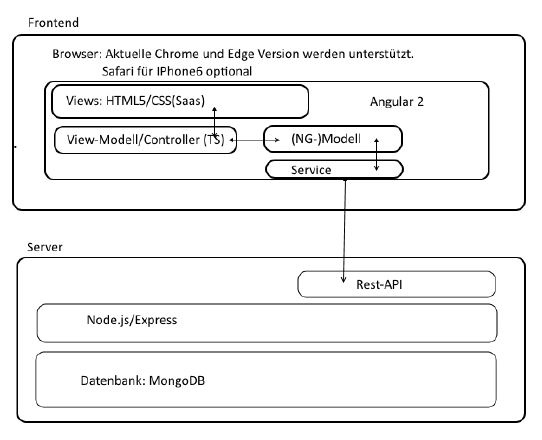 Frontend
Browser: Aktuelle Chrome und Edge Version werden unterstützt.
Safari für IPhone6 optional
Views: HTML5/CSS(Saas)
Angular 2
View-Modell/Controller (TS)
(NG-)Modell
Service
Server
Rest-API
Node.js/Express
Datenbank: MongoDB